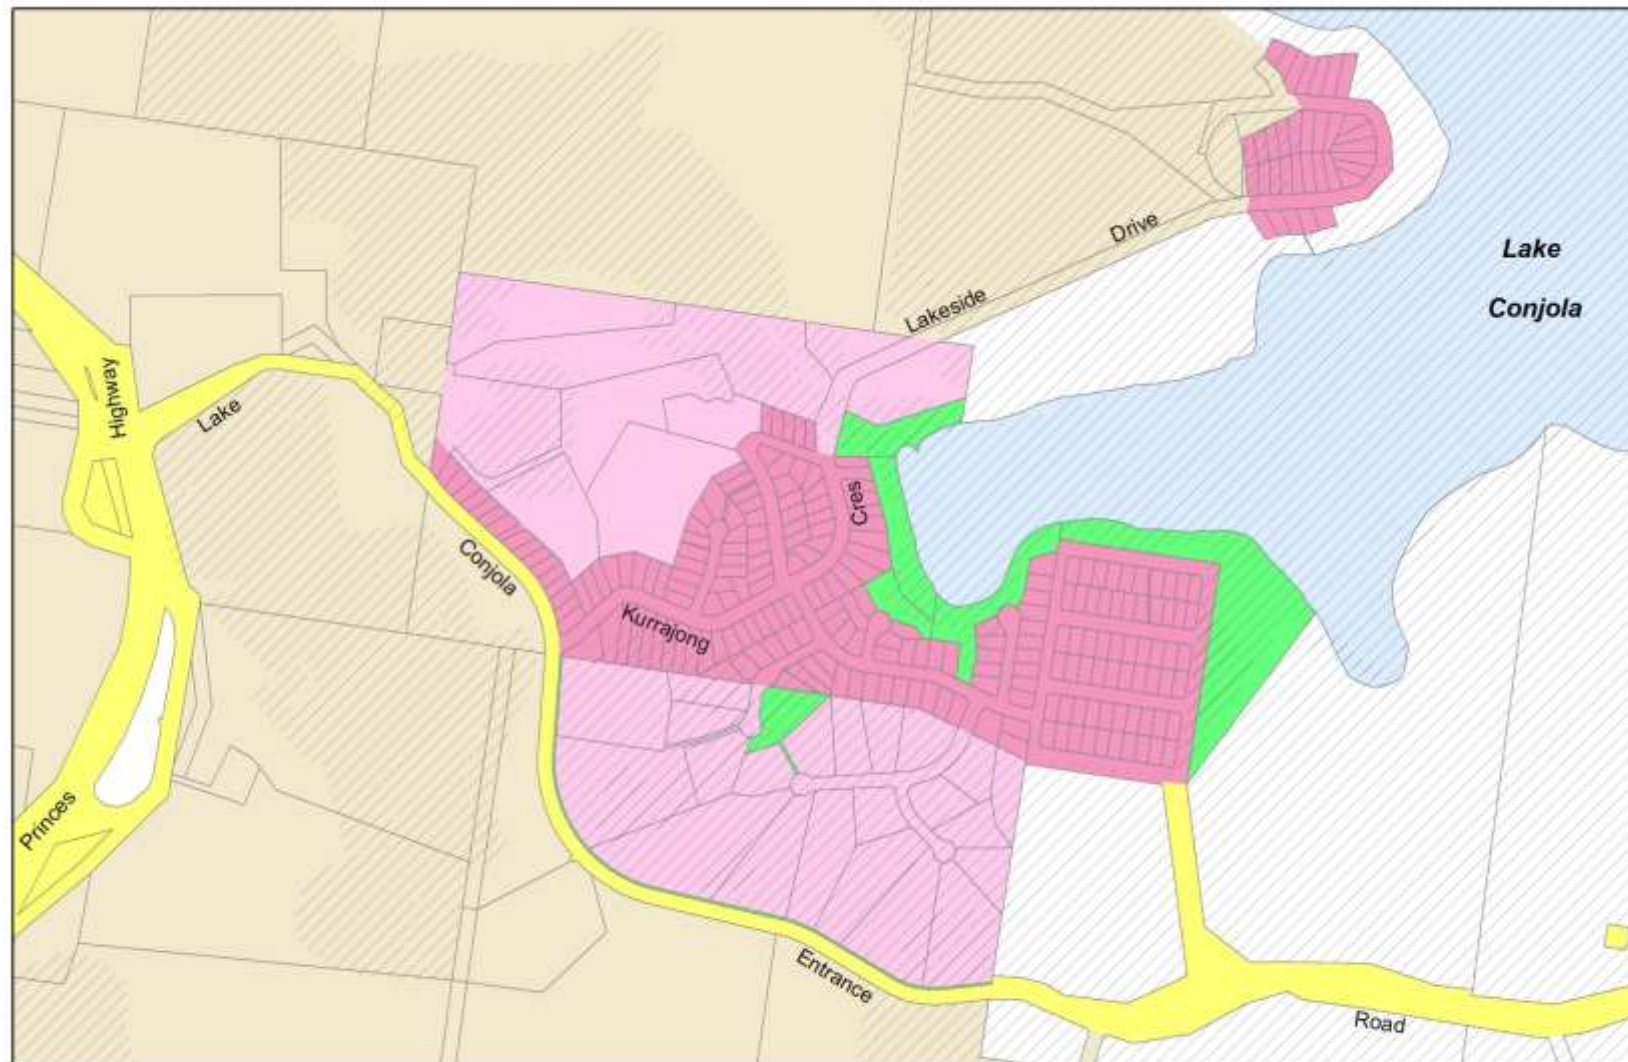 Drive
Lake
Conjola
Lakeside
Highway
Lake
Cres
Conjola
Kurrajong
Princes
Entrance
Road